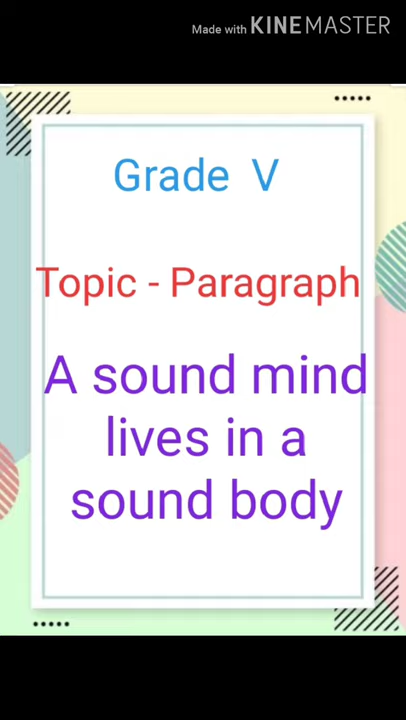 Made with KINEMASTER
Grade V
Topic - Paragraph
A sound mind
lives in a
sound body